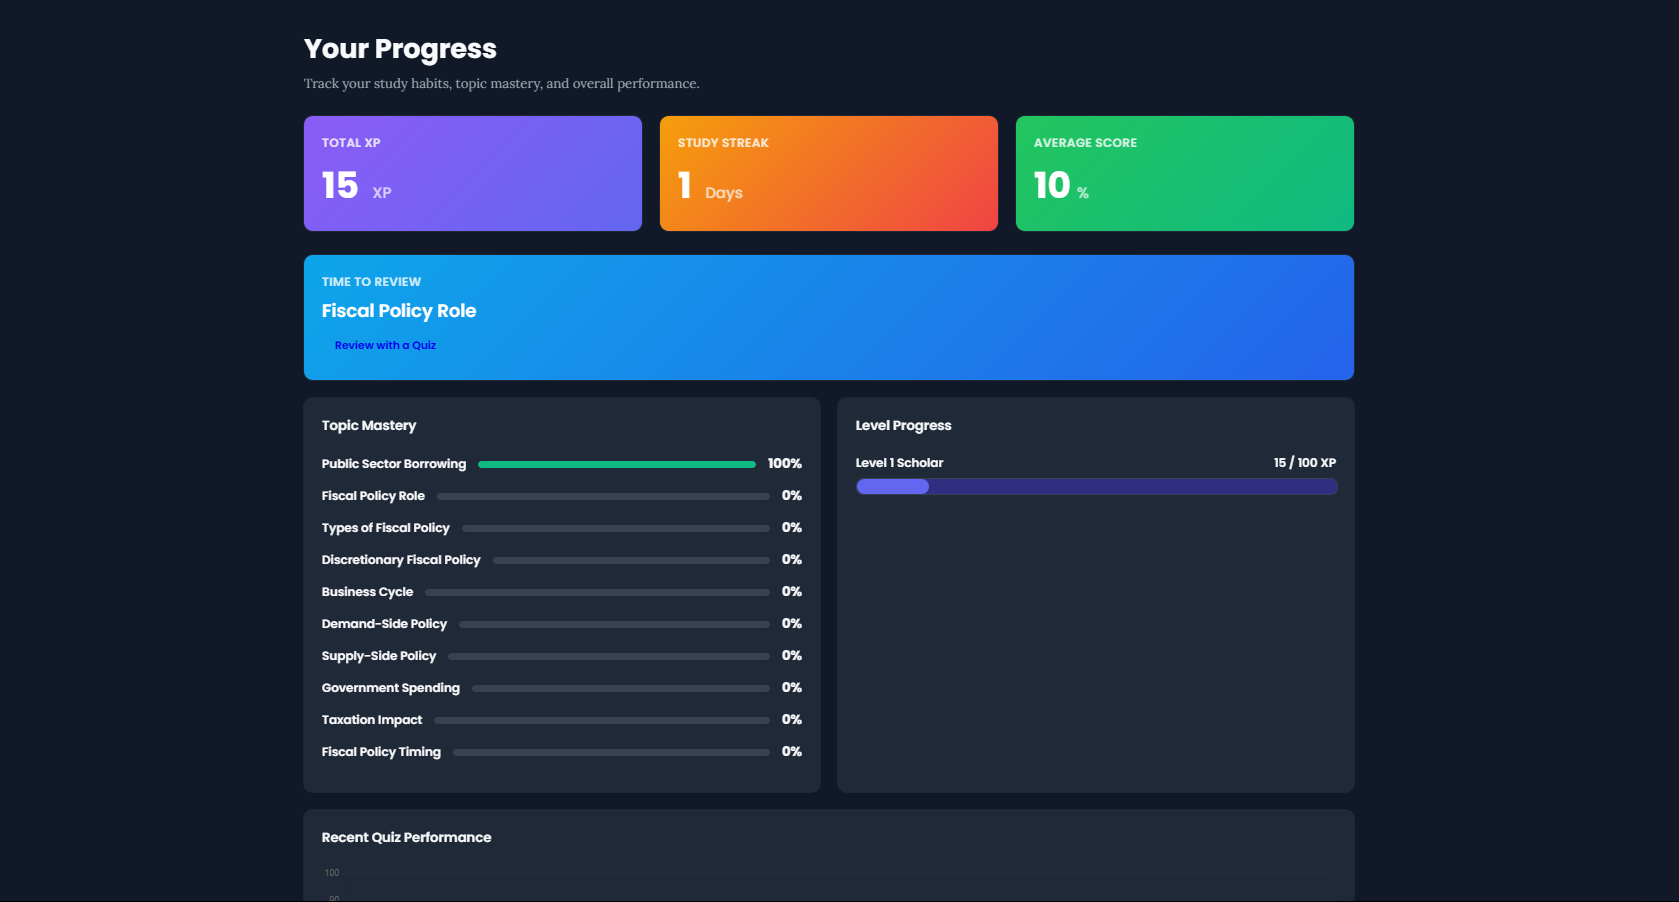 Your Progress
Track your study habits, topic mastery, and overall performance.
TOTAL XP
15 XP
STUDY STREAK
1 Days
AVERAGE SCORE
10 %
TIME TO REVIEW
Fiscal Policy Role
Review with a Quiz
Topic Mastery
Public Sector Borrowing 100%
Fiscal Policy Role 0%
Types of Fiscal Policy 0%
Discretionary Fiscal Policy 0%
Business Cycle 0%
Demand-Side Policy 0%
Supply-Side Policy 0%
Government Spending 0%
Taxation Impact 0%
Fiscal Policy Timing 0%
Level Progress
Level 1 Scholar 15 / 100 XP
Recent Quiz Performance
100
90